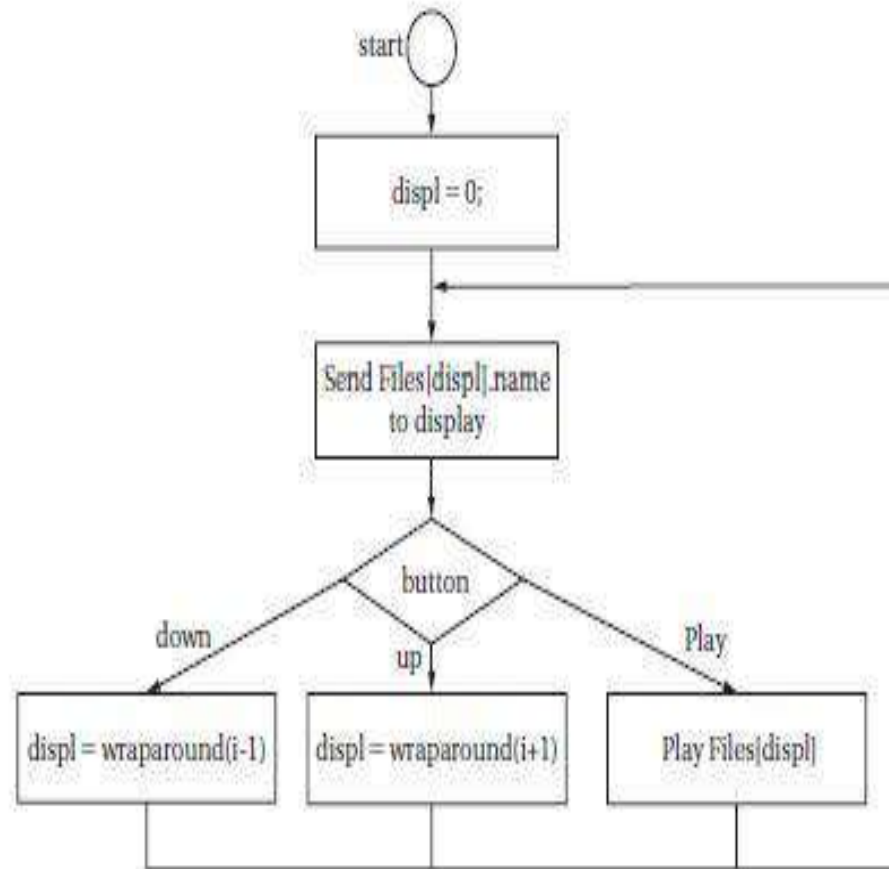 start
displ = 0;
Send Files[displ].name
to display
button
down
up
Play
displ = wraparound(i-1)
displ = wraparound(i+1)
Play Files[displ]